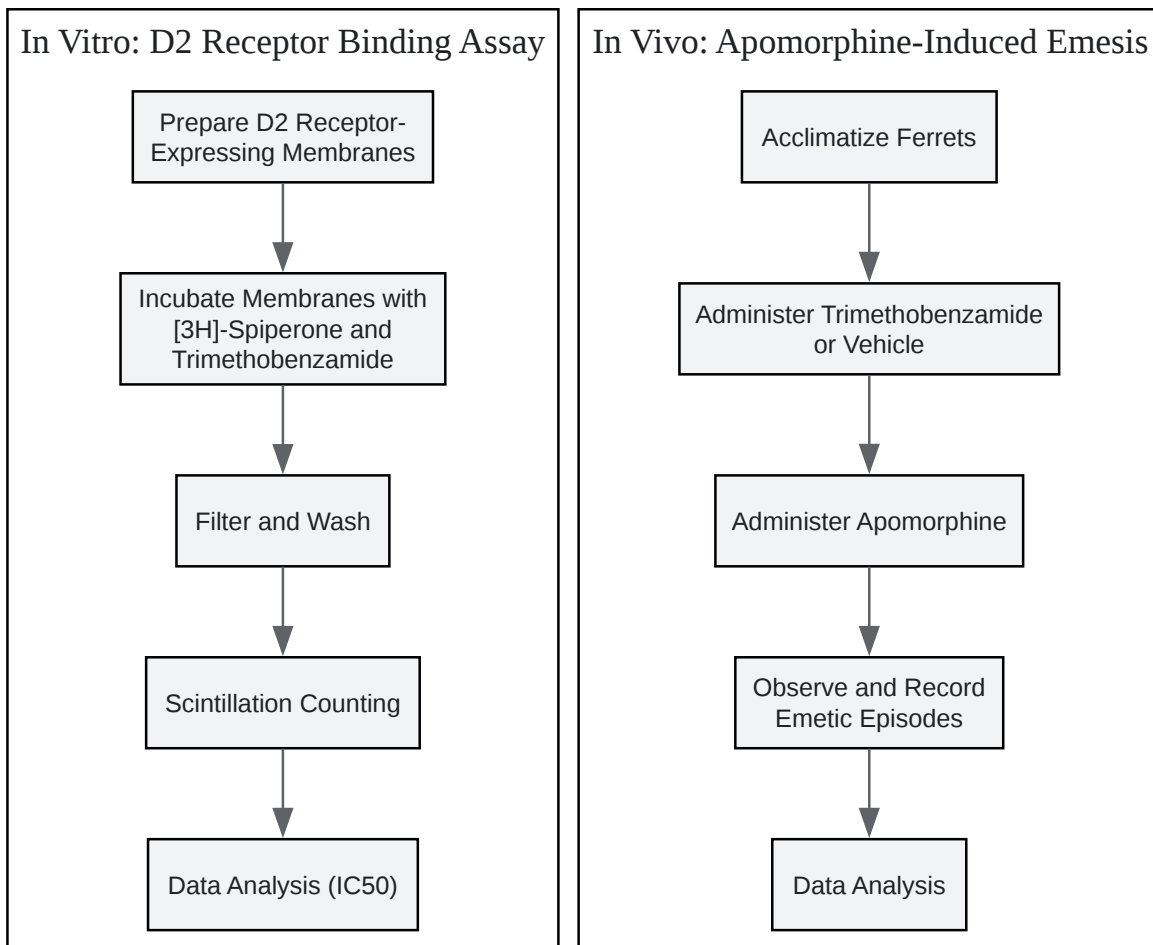 In Vitro: D2 Receptor Binding Assay
Prepare D2 Receptor-
Expressing Membranes
Incubate Membranes with
[3H]-Spiperone and
Trimethobenzamide
Filter and Wash
Scintillation Counting
Data Analysis (IC50)
In Vivo: Apomorphine-Induced Emesis
Acclimatize Ferrets
Administer Trimethobenzamide
or Vehicle
Administer Apomorphine
Observe and Record
Emetic Episodes
Data Analysis